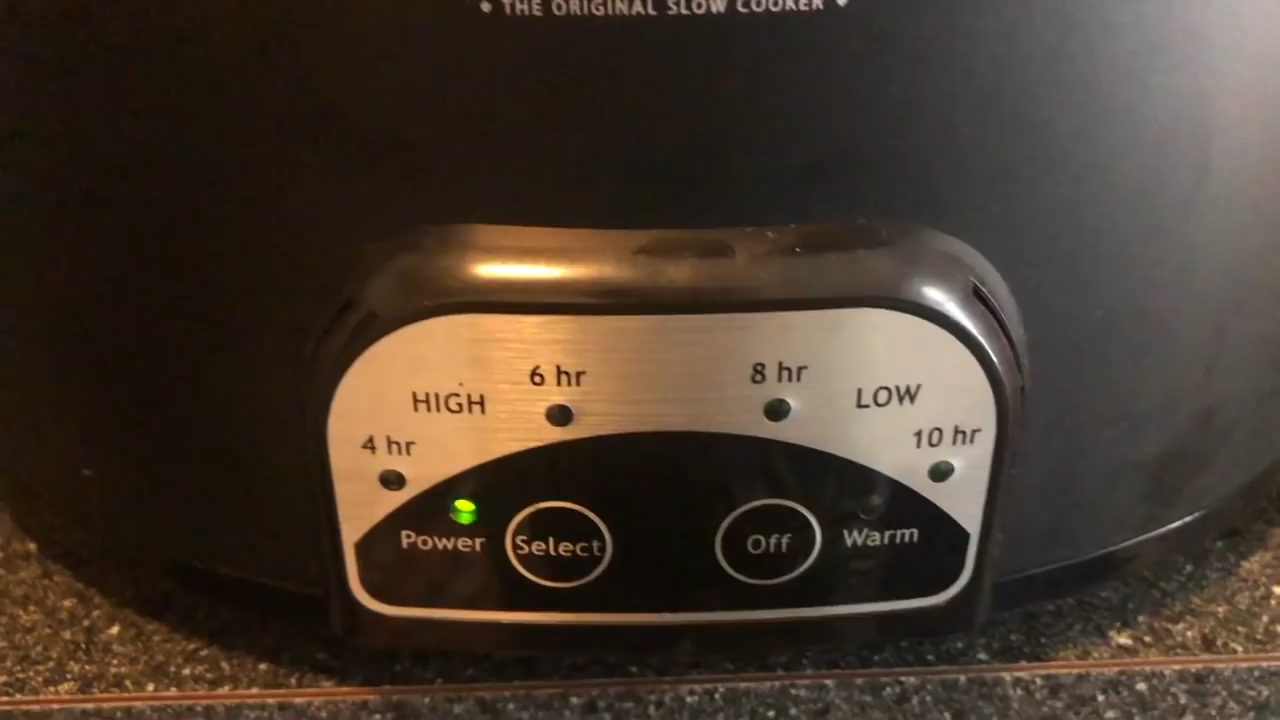 • THE ORIGINAL SLOW COOKER •
6 hr
8 hr
HIGH
LOW
4 hr
10 hr
Power
Select
Off
Warm